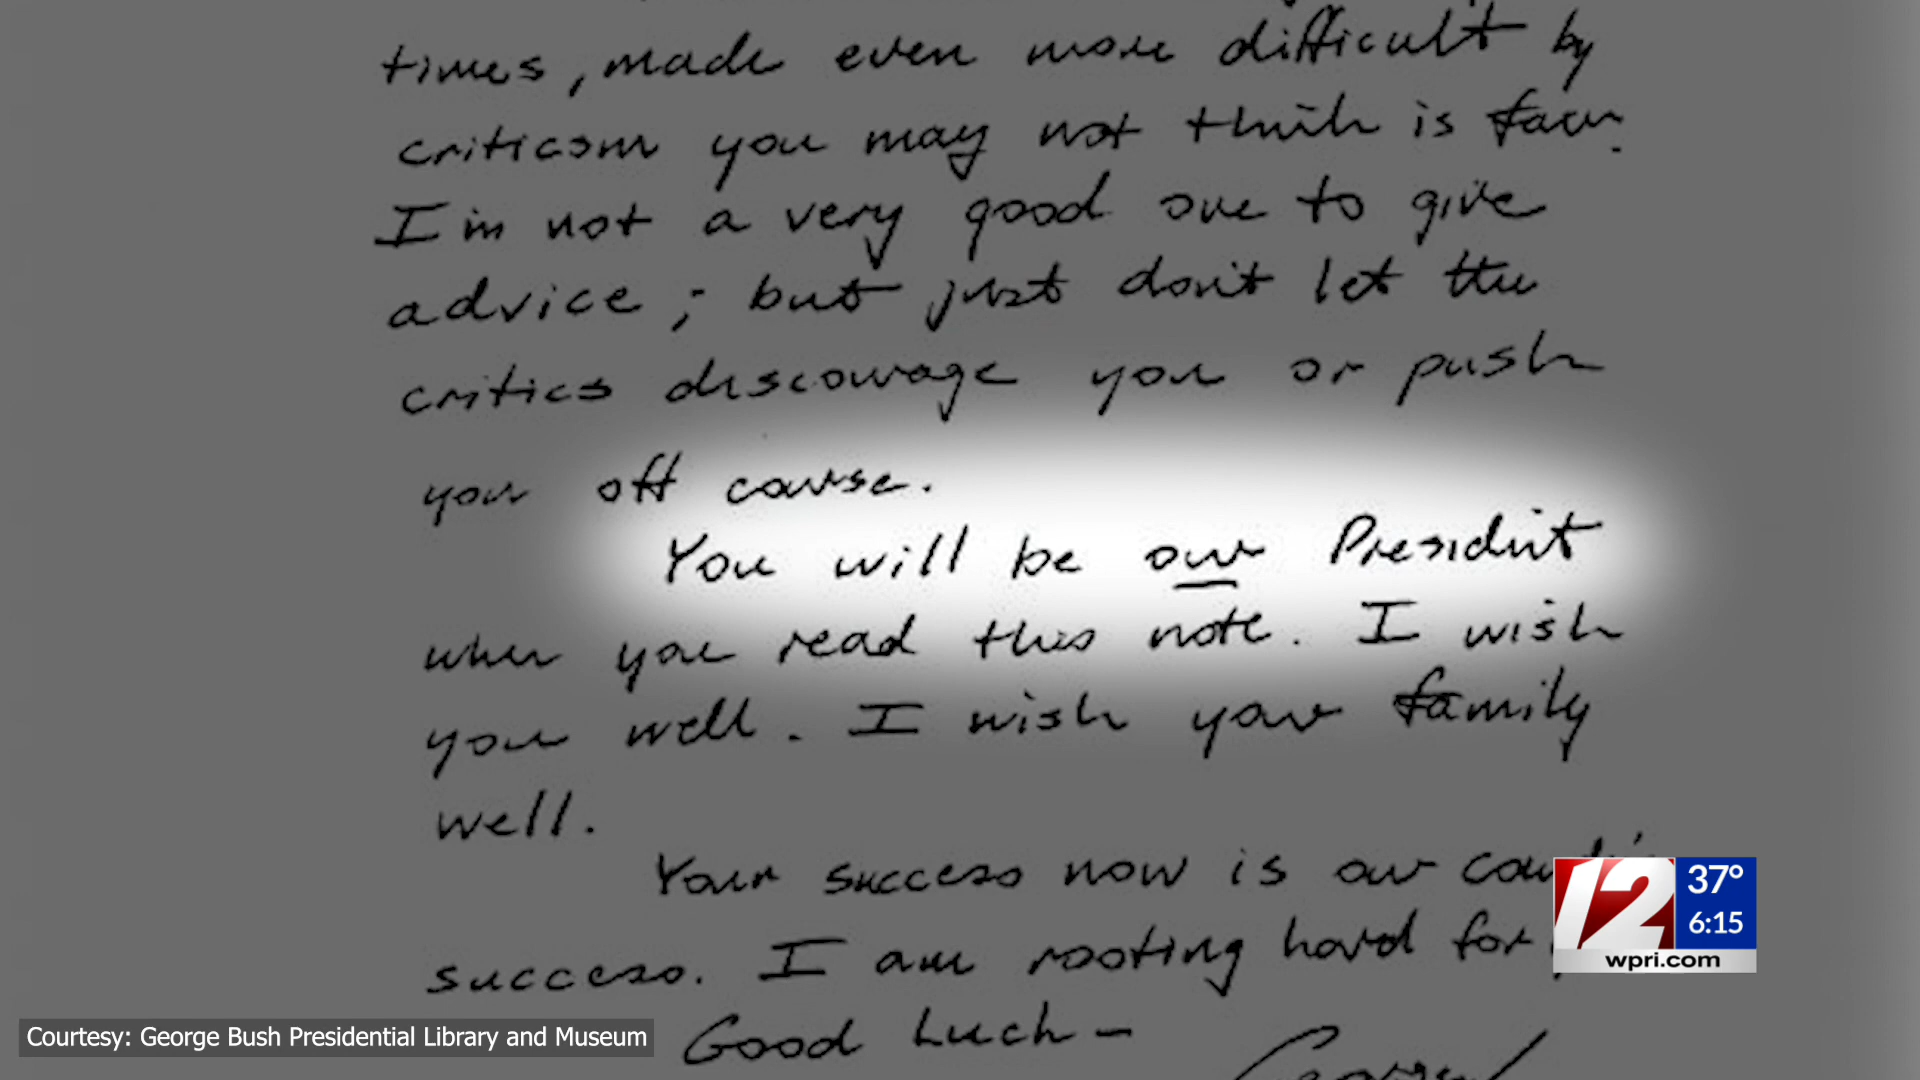 times, made even more difficult by
criticism you may not think is fair.
I'm not a very good one to give
advice; but just don't let the
critics discourage you or push
you off course.
You will be our President
when you read this note. I wish
you well. I wish your family
well.
Your success now is our
success. I am rooting hard for
Good Luck—
George
12
37°
6:15
wpri.com
Courtesy: George Bush Presidential Library and Museum